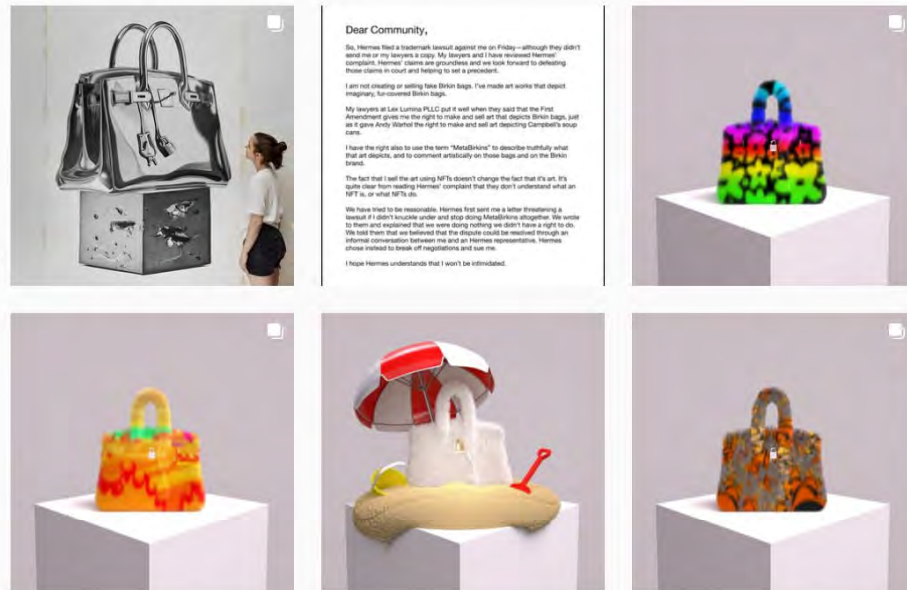 Dear Community,
So, Hermes filed a trademark lawsuit against me on Friday—although they didn't
send me or my lawyers a copy. My lawyers and I have reviewed Hermes'
complaint. Hermes' claims are groundless and we look forward to defeating
those claims in court and helping to set a precedent.
I am not creating or selling fake Birkin bags. I've made art works that depict
imaginary, fur-covered Birkin bags.
My lawyers at Lex Lumina PLLC put it well when they said that the First
Amendment gives me the right to make and sell art that depicts Birkin bags, just
as it gave Andy Warhol the right to make and sell art depicting Campbell's soup
cans.
I have the right also to use the term "MetaBirkins" to describe truthfully what
that art depicts, and to comment artistically on those bags and on the Birkin
brand.
The fact that I sell the art using NFTs doesn't change the fact that it's art. It's
quite clear from reading Hermes' complaint that they don't understand what an
NFT is, or what NFTs do.
We have tried to be reasonable. Hermes first sent me a letter threatening a
lawsuit if I didn't knuckle under and stop doing MetaBirkins altogether. We wrote
to them and explained that we were doing nothing we didn't have a right to do.
We told them that we believed that the dispute could be resolved through an
informal conversation between me and an Hermes representative. Hermes
chose instead to break off negotiations and sue me.
I hope Hermes understands that I won't be intimidated.